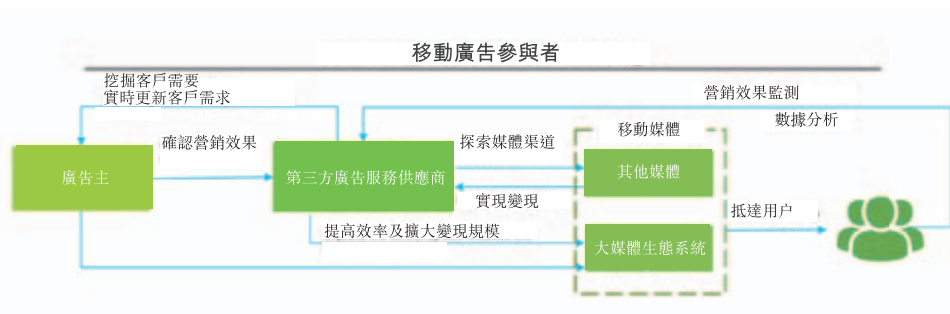 移動廣告參與者
挖掘客戶需要
實時更新客戶需求
營銷效果監測
數據分析
確認營銷效果
探索媒體渠道
移動媒體
廣告主
第三方廣告服務供應商
其他媒體
實現變現
抵達用户
提高效率及擴大變現規模
大媒體生態系統